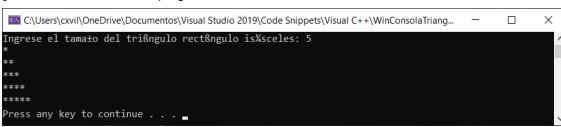 C:\Users\cxvil\OneDrive\Documentos\Visual Studio 2019\Code Snippets\Visual C++\WinConsolaTriang...
Ingrese el tama±o del trißngulo rectßngulo is¾sceles: 5
*
**
***
****
*****
Press any key to continue . . .